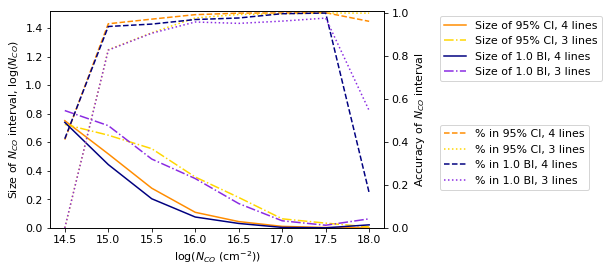 1.4
1.2
1.0
0.8
0.6
0.4
0.2
0.0
Size of N_CO interval, log(N_CO)
14.5 15.0 15.5 16.0 16.5 17.0 17.5 18.0
log(N_CO (cm⁻²))
1.0
0.8
0.6
0.4
0.2
0.0
Accuracy of N_CO interval
Size of 95% CI, 4 lines
Size of 95% CI, 3 lines
Size of 1.0 BI, 4 lines
Size of 1.0 BI, 3 lines
% in 95% CI, 4 lines
% in 95% CI, 3 lines
% in 1.0 BI, 4 lines
% in 1.0 BI, 3 lines